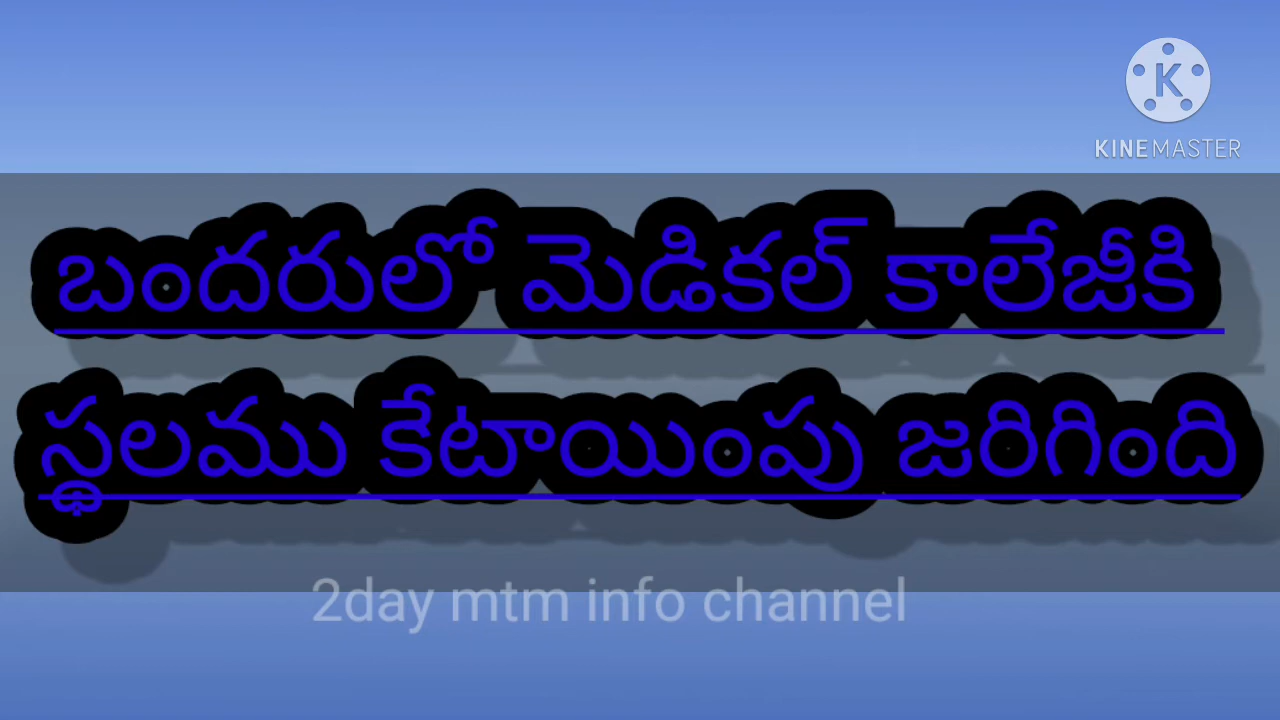 K
KINEMASTER
బందరులో మెడికల్ కాలేజీకి
స్థలము కేటాయింపు జరిగింది
2day mtm info channel